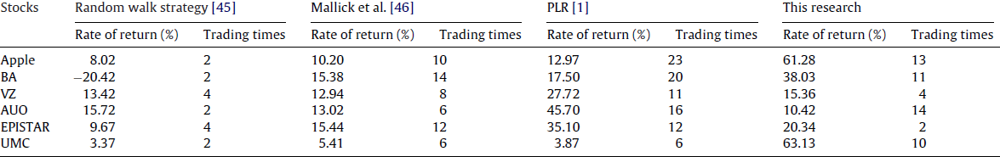 Stocks Random walk strategy [45] Mallick et al. [46] PLR [1] This research
Rate of return (%) Trading times Rate of return (%) Trading times Rate of return (%) Trading times Rate of return (%) Trading times
Apple 8.02 2 10.20 10 12.97 23 61.28 13
BA −20.42 2 15.38 14 17.50 20 38.03 11
VZ 13.42 4 12.94 8 27.72 11 15.36 4
AUO 15.72 2 13.02 6 45.70 16 10.42 14
EPISTAR 9.67 4 15.44 12 35.10 12 20.34 2
UMC 3.37 2 5.41 6 3.87 6 63.13 10